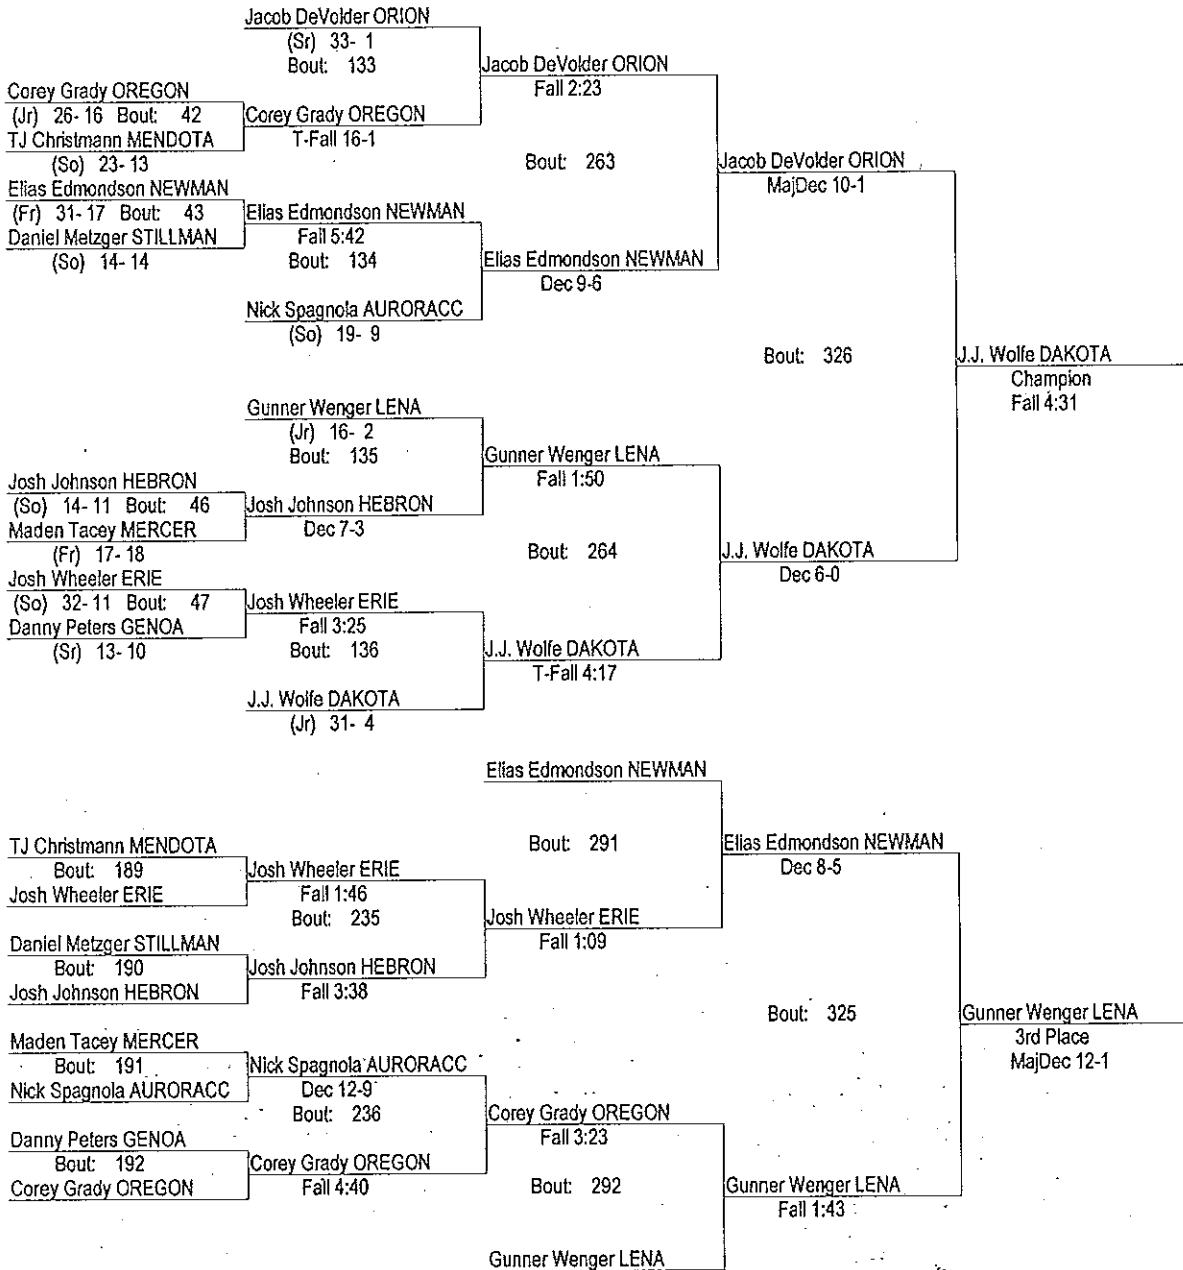 Jacob DeVolder ORION
(Sr) 33- 1
Bout: 133
Jacob DeVolder ORION
Fall 2:23
Corey Grady OREGON
(Jr) 26- 16 Bout: 42
Corey Grady OREGON
TJ Christmann MENDOTA
T-Fall 16-1
(So) 23- 13
Bout: 263
Jacob DeVolder ORION
MajDec 10-1
Elias Edmondson NEWMAN
(Fr) 31- 17 Bout: 43
Elias Edmondson NEWMAN
Daniel Metzger STILLMAN
Fall 5:42
(So) 14- 14
Bout: 134
Elias Edmondson NEWMAN
Dec 9-6
Nick Spagnola AURORACC
(So) 19- 9
Bout: 326
J.J. Wolfe DAKOTA
Champion
Fall 4:31
Gunner Wenger LENA
(Jr) 16- 2
Bout: 135
Gunner Wenger LENA
Fall 1:50
Josh Johnson HEBRON
(So) 14- 11 Bout: 46
Josh Johnson HEBRON
Maden Tacey MERCER
Dec 7-3
(Fr) 17- 18
Bout: 264
J.J. Wolfe DAKOTA
Dec 6-0
Josh Wheeler ERIE
(So) 32- 11 Bout: 47
Josh Wheeler ERIE
Danny Peters GENOA
Fall 3:25
(Sr) 13- 10
Bout: 136
J.J. Wolfe DAKOTA
T-Fall 4:17
J.J. Wolfe DAKOTA
(Jr) 31- 4
Elias Edmondson NEWMAN
Bout: 291
Elias Edmondson NEWMAN
Dec 8-5
TJ Christmann MENDOTA
Bout: 189
Josh Wheeler ERIE
Josh Wheeler ERIE
Fall 1:46
Bout: 235
Josh Wheeler ERIE
Fall 1:09
Daniel Metzger STILLMAN
Bout: 190
Josh Johnson HEBRON
Josh Johnson HEBRON
Fall 3:38
Bout: 325
Gunner Wenger LENA
3rd Place
MajDec 12-1
Maden Tacey MERCER
Bout: 191
Nick Spagnola AURORACC
Nick Spagnola AURORACC
Dec 12-9
Bout: 236
Corey Grady OREGON
Fall 3:23
Danny Peters GENOA
Bout: 192
Corey Grady OREGON
Corey Grady OREGON
Fall 4:40
Bout: 292
Gunner Wenger LENA
Fall 1:43
Gunner Wenger LENA